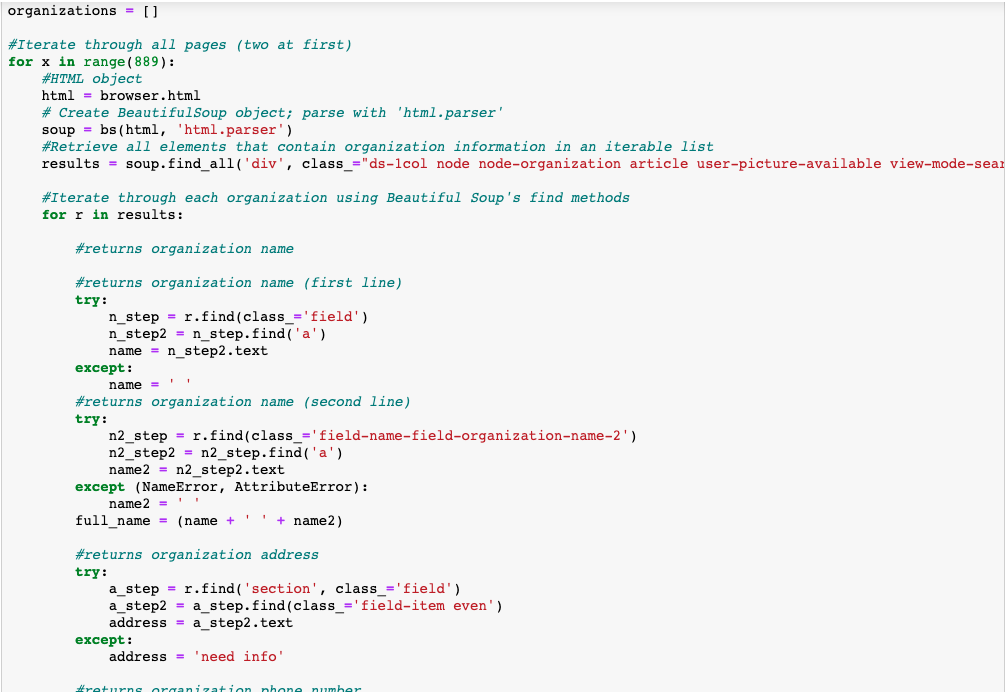 organizations = []
#Iterate through all pages (two at first)
for x in range(889):
#HTML object
html = browser.html
# Create BeautifulSoup object; parse with 'html.parser'
soup = bs(html, 'html.parser')
#Retrieve all elements that contain organization information in an iterable list
results = soup.find_all('div', class_="ds-1col node node-organization article user-picture-available view-mode-sear
#Iterate through each organization using Beautiful Soup's find methods
for r in results:
#returns organization name
#returns organization name (first line)
try:
n_step = r.find(class_='field')
n_step2 = n_step.find('a')
name = n_step2.text
except:
name = ' '
#returns organization name (second line)
try:
n2_step = r.find(class_='field-name-field-organization-name-2')
n2_step2 = n2_step.find('a')
name2 = n2_step2.text
except (NameError, AttributeError):
name2 = ' '
full_name = (name + ' ' + name2)
#returns organization address
try:
a_step = r.find('section', class_='field')
a_step2 = a_step.find(class_='field-item even')
address = a_step2.text
except:
address = 'need info'
#returns organization phone number